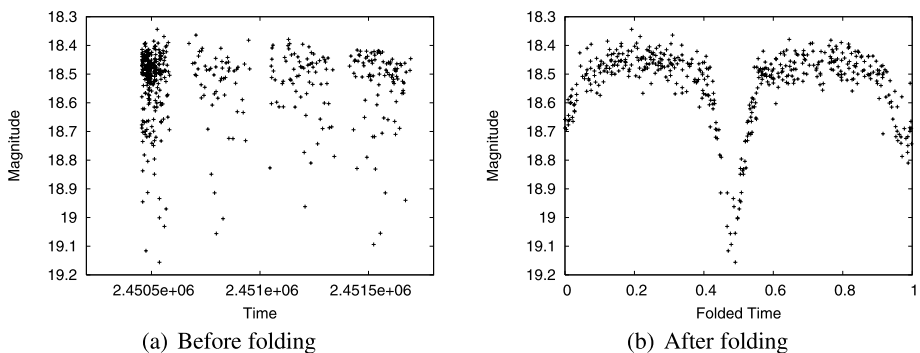 18.3
18.4
18.5
18.6
18.7
18.8
18.9
19
19.1
19.2
Magnitude
2.4505e+06 2.451e+06 2.4515e+06
Time
(a) Before folding
18.3
18.4
18.5
18.6
18.7
18.8
18.9
19
19.1
19.2
Magnitude
0 0.2 0.4 0.6 0.8 1
Folded Time
(b) After folding